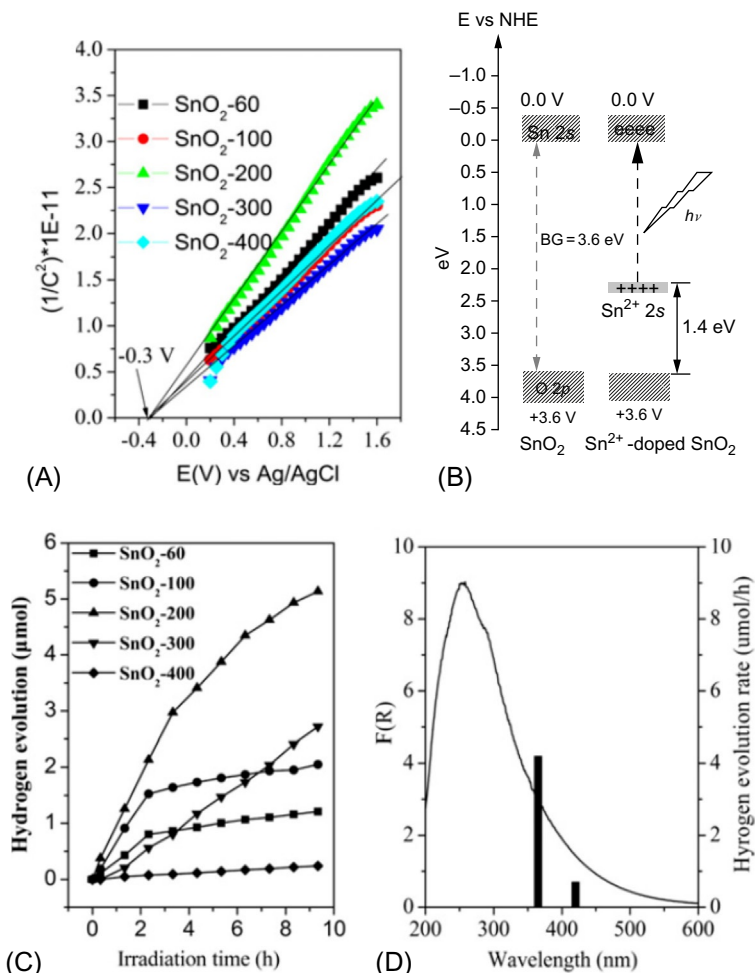 4.0
3.5
3.0
2.5
2.0
1.5
1.0
0.5
0.0
(1/C²)*1E-11
SnO₂-60
SnO₂-100
SnO₂-200
SnO₂-300
SnO₂-400
-0.3 V
-0.4 0.0 0.4 0.8 1.2 1.6
E(V) vs Ag/AgCl
(A)
E vs NHE
–1.0
–0.5
0.0
0.5
1.0
1.5
2.0
2.5
3.0
3.5
4.0
4.5
eV
0.0 V 0.0 V
Sn 2s eeee
BG = 3.6 eV
hν
++++
Sn²⁺ 2s
1.4 eV
O 2p
+3.6 V +3.6 V
SnO₂ Sn²⁺ -doped SnO₂
(B)
6
5
4
3
2
1
0
Hydrogen evolution (μmol)
SnO₂-60
SnO₂-100
SnO₂-200
SnO₂-300
SnO₂-400
0 2 4 6 8 10
Irradiation time (h)
(C)
10
8
6
4
2
0
F(R)
10
8
6
4
2
0
Hyrogen evolution rate (umol/h)
200 300 400 500 600
Wavelength (nm)
(D)